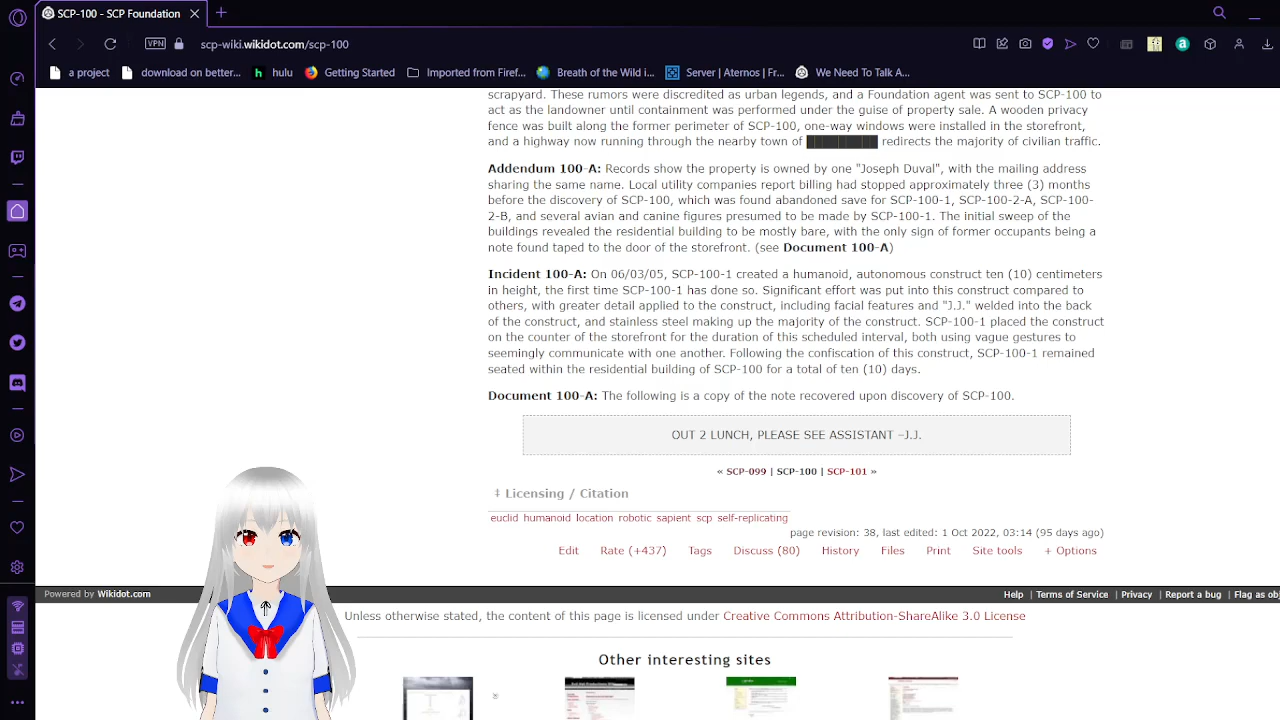 SCP-100 - SCP Foundation
VPN
scp-wiki.wikidot.com/scp-100
a project
download on better...
hulu
Getting Started
Imported from Firef...
Breath of the Wild i...
Server | Aternos | Fr...
We Need To Talk A...
scrapyard. These rumors were discredited as urban legends, and a Foundation agent was sent to SCP-100 to
act as the landowner until containment was performed under the guise of property sale. A wooden privacy
fence was built along the former perimeter of SCP-100, one-way windows were installed in the storefront,
and a highway now running through the nearby town of █████████ redirects the majority of civilian traffic.
Addendum 100-A: Records show the property is owned by one "Joseph Duval", with the mailing address
sharing the same name. Local utility companies report billing had stopped approximately three (3) months
before the discovery of SCP-100, which was found abandoned save for SCP-100-1, SCP-100-2-A, SCP-100-
2-B, and several avian and canine figures presumed to be made by SCP-100-1. The initial sweep of the
buildings revealed the residential building to be mostly bare, with the only sign of former occupants being a
note found taped to the door of the storefront. (see Document 100-A)
Incident 100-A: On 06/03/05, SCP-100-1 created a humanoid, autonomous construct ten (10) centimeters
in height, the first time SCP-100-1 has done so. Significant effort was put into this construct compared to
others, with greater detail applied to the construct, including facial features and "J.J." welded into the back
of the construct, and stainless steel making up the majority of the construct. SCP-100-1 placed the construct
on the counter of the storefront for the duration of this scheduled interval, both using vague gestures to
seemingly communicate with one another. Following the confiscation of this construct, SCP-100-1 remained
seated within the residential building of SCP-100 for a total of ten (10) days.
Document 100-A: The following is a copy of the note recovered upon discovery of SCP-100.
OUT 2 LUNCH, PLEASE SEE ASSISTANT –J.J.
« SCP-099 | SCP-100 | SCP-101 »
‡ Licensing / Citation
euclid humanoid location robotic sapient scp self-replicating
page revision: 38, last edited: 1 Oct 2022, 03:14 (95 days ago)
Edit Rate (+437) Tags Discuss (80) History Files Print Site tools + Options
Powered by Wikidot.com
Help | Terms of Service | Privacy | Report a bug | Flag as obj
Unless otherwise stated, the content of this page is licensed under Creative Commons Attribution-ShareAlike 3.0 License
Other interesting sites